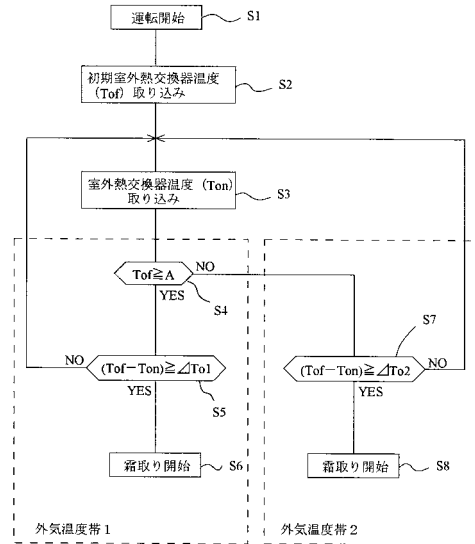 運転開始
S1
初期室外熱交換器温度
(Tof) 取り込み
S2
室外熱交換器温度 (Ton)
取り込み
S3
Tof≧A
NO
YES
S4
(Tof−Ton)≧⊿To1
NO
YES
S5
霜取り開始
S6
外気温度帯1
S7
(Tof−Ton)≧⊿To2
NO
YES
霜取り開始
S8
外気温度帯2